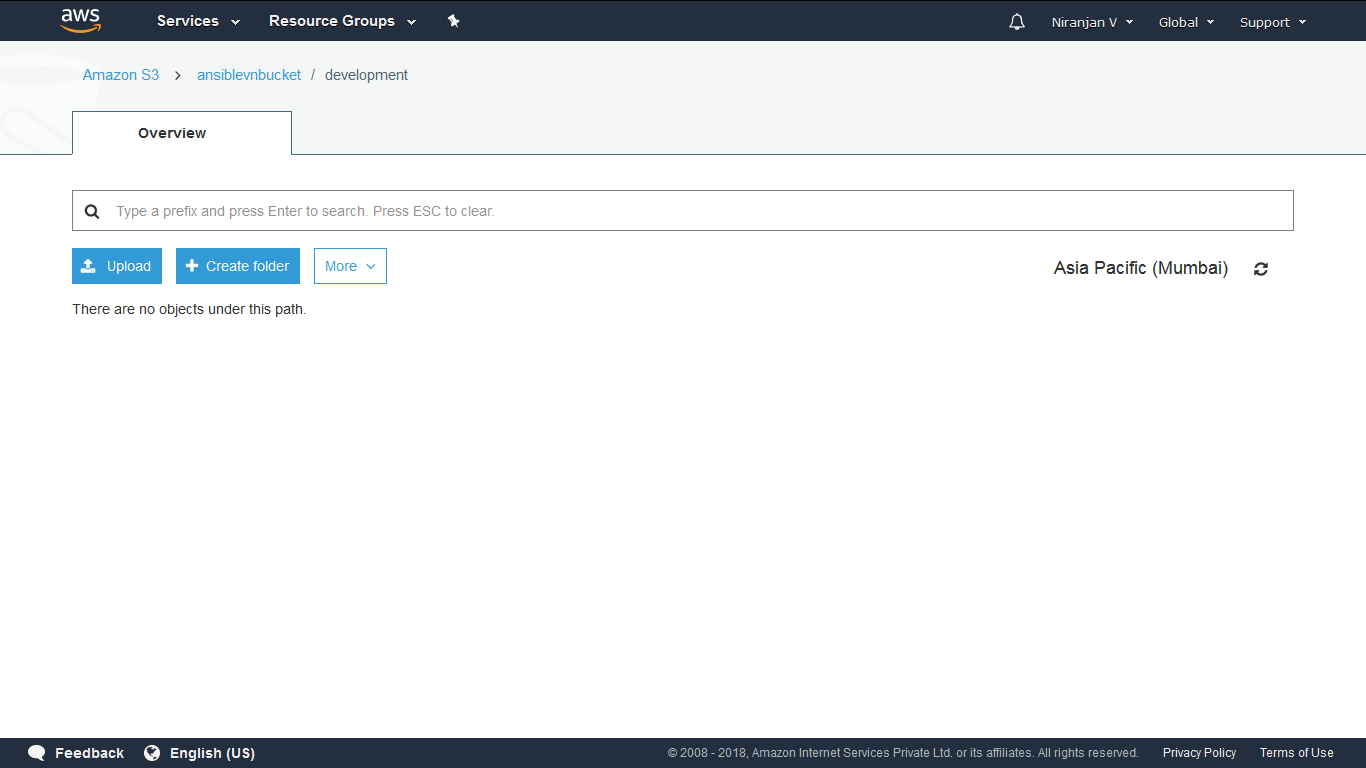 aws Services Resource Groups Niranjan V Global Support
Amazon S3 > ansiblevnbucket / development
Overview
Type a prefix and press Enter to search. Press ESC to clear.
Upload Create folder More Asia Pacific (Mumbai)
There are no objects under this path.
Feedback English (US) © 2008 - 2018, Amazon Internet Services Private Ltd. or its affiliates. All rights reserved. Privacy Policy Terms of Use